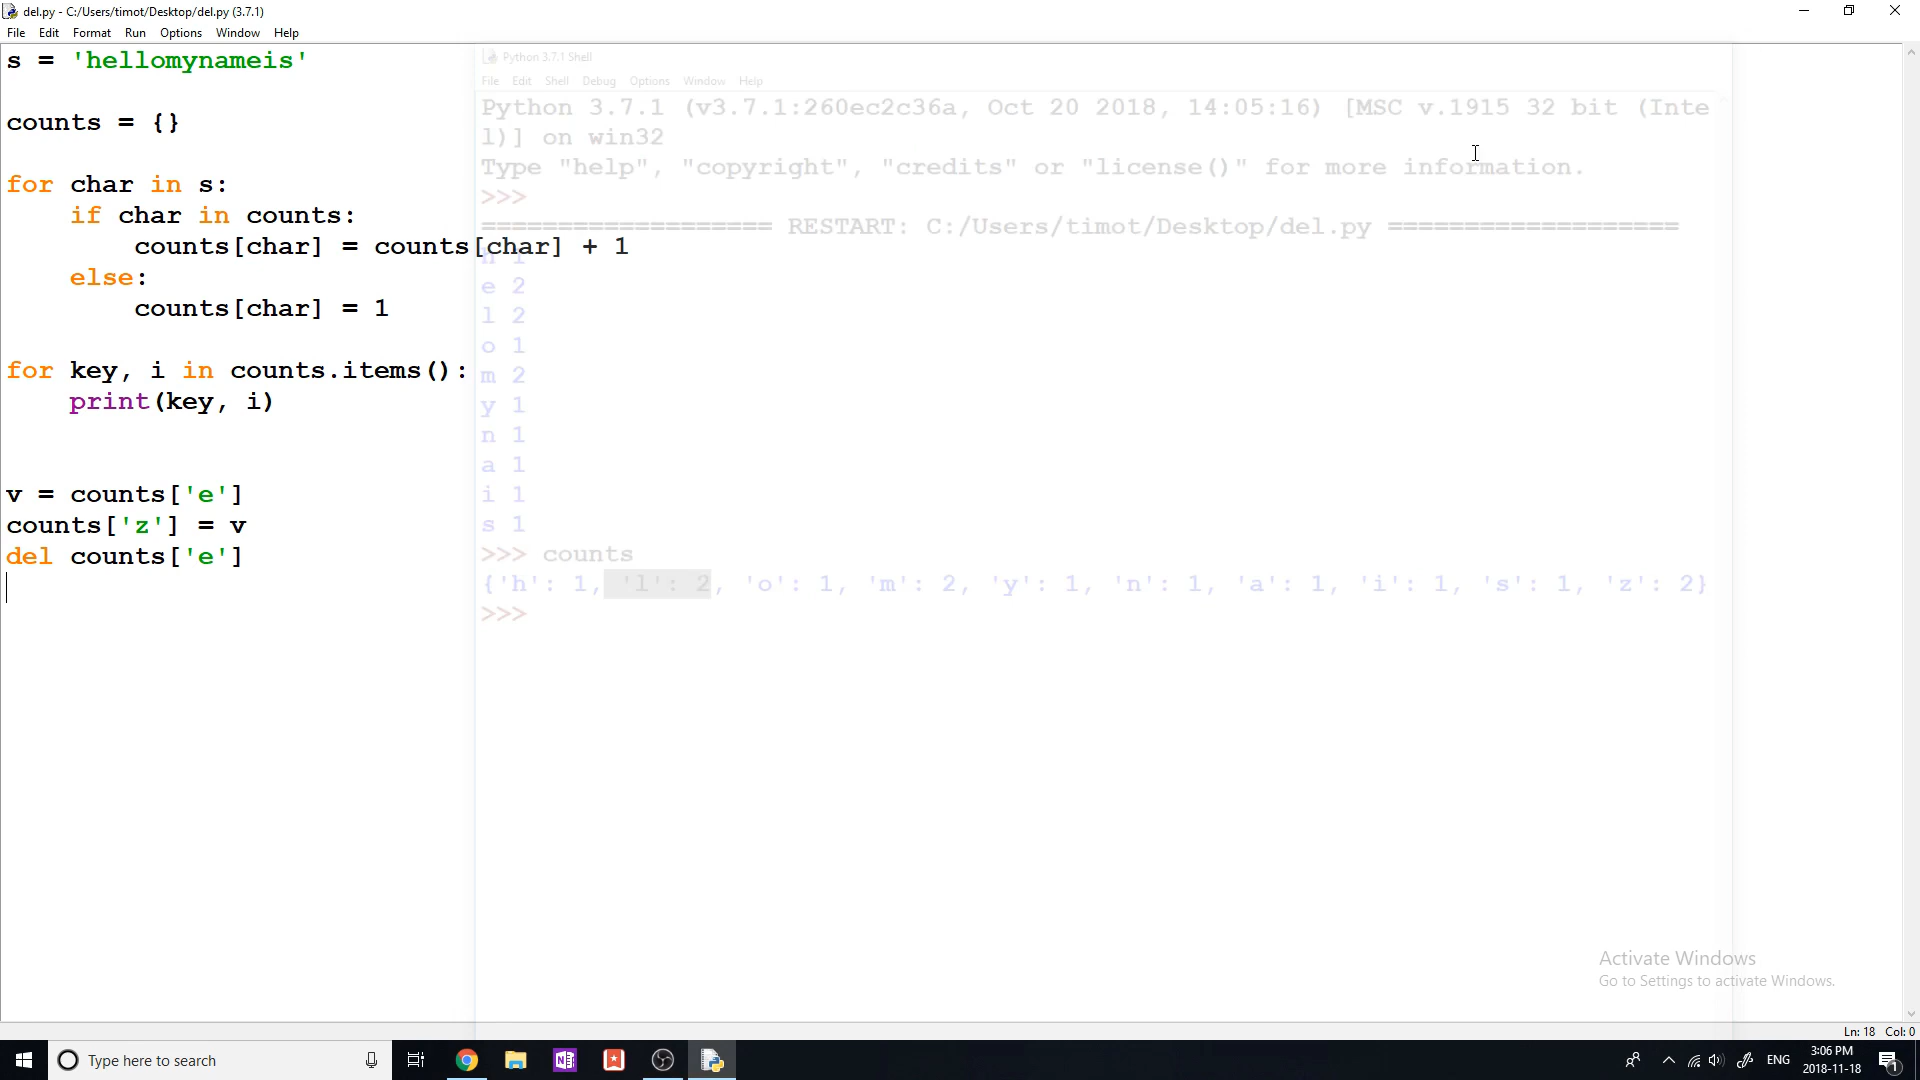 del.py - C:/Users/timot/Desktop/del.py (3.7.1)
File Edit Format Run Options Window Help
s = 'hellomynameis'
counts = {}
for char in s:
    if char in counts:
        counts[char] = counts[char] + 1
    else:
        counts[char] = 1
for key, i in counts.items():
    print(key, i)
v = counts['e']
counts['z'] = v
del counts['e']
Python 3.7.1 Shell
File Edit Shell Debug Options Window Help
Python 3.7.1 (v3.7.1:260ec2c36a, Oct 20 2018, 14:05:16) [MSC v.1915 32 bit (Inte
l)] on win32
Type "help", "copyright", "credits" or "license()" for more information.
>>>
=================== RESTART: C:/Users/timot/Desktop/del.py ===================
h 1
e 2
l 2
o 1
m 2
y 1
n 1
a 1
i 1
s 1
>>> counts
{'h': 1, 'l': 2, 'o': 1, 'm': 2, 'y': 1, 'n': 1, 'a': 1, 'i': 1, 's': 1, 'z': 2}
>>>
Activate Windows
Go to Settings to activate Windows.
Ln: 18 Col: 0
Type here to search
ENG
3:06 PM
2018-11-18
1